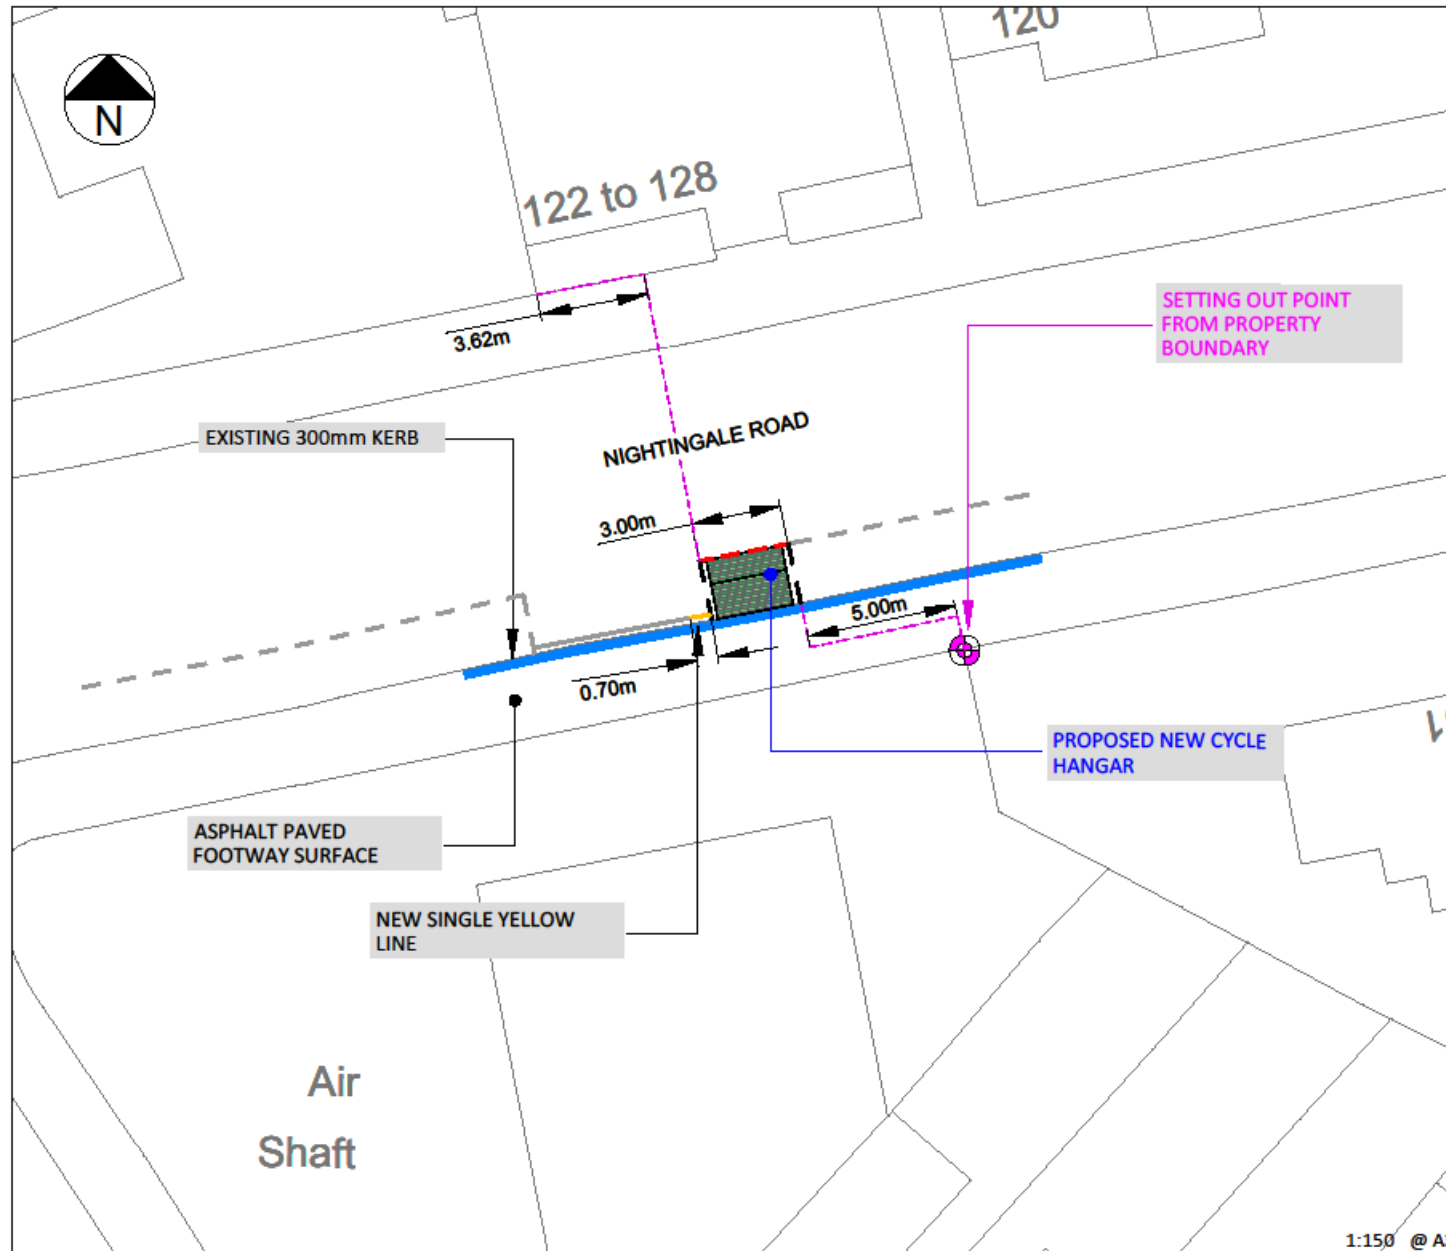 120
N
122 to 128
SETTING OUT POINT
FROM PROPERTY
BOUNDARY
3.62m
EXISTING 300mm KERB
NIGHTINGALE ROAD
3.00m
5.00m
0.70m
PROPOSED NEW CYCLE
HANGAR
ASPHALT PAVED
FOOTWAY SURFACE
NEW SINGLE YELLOW
LINE
Air
Shaft
1:150 @